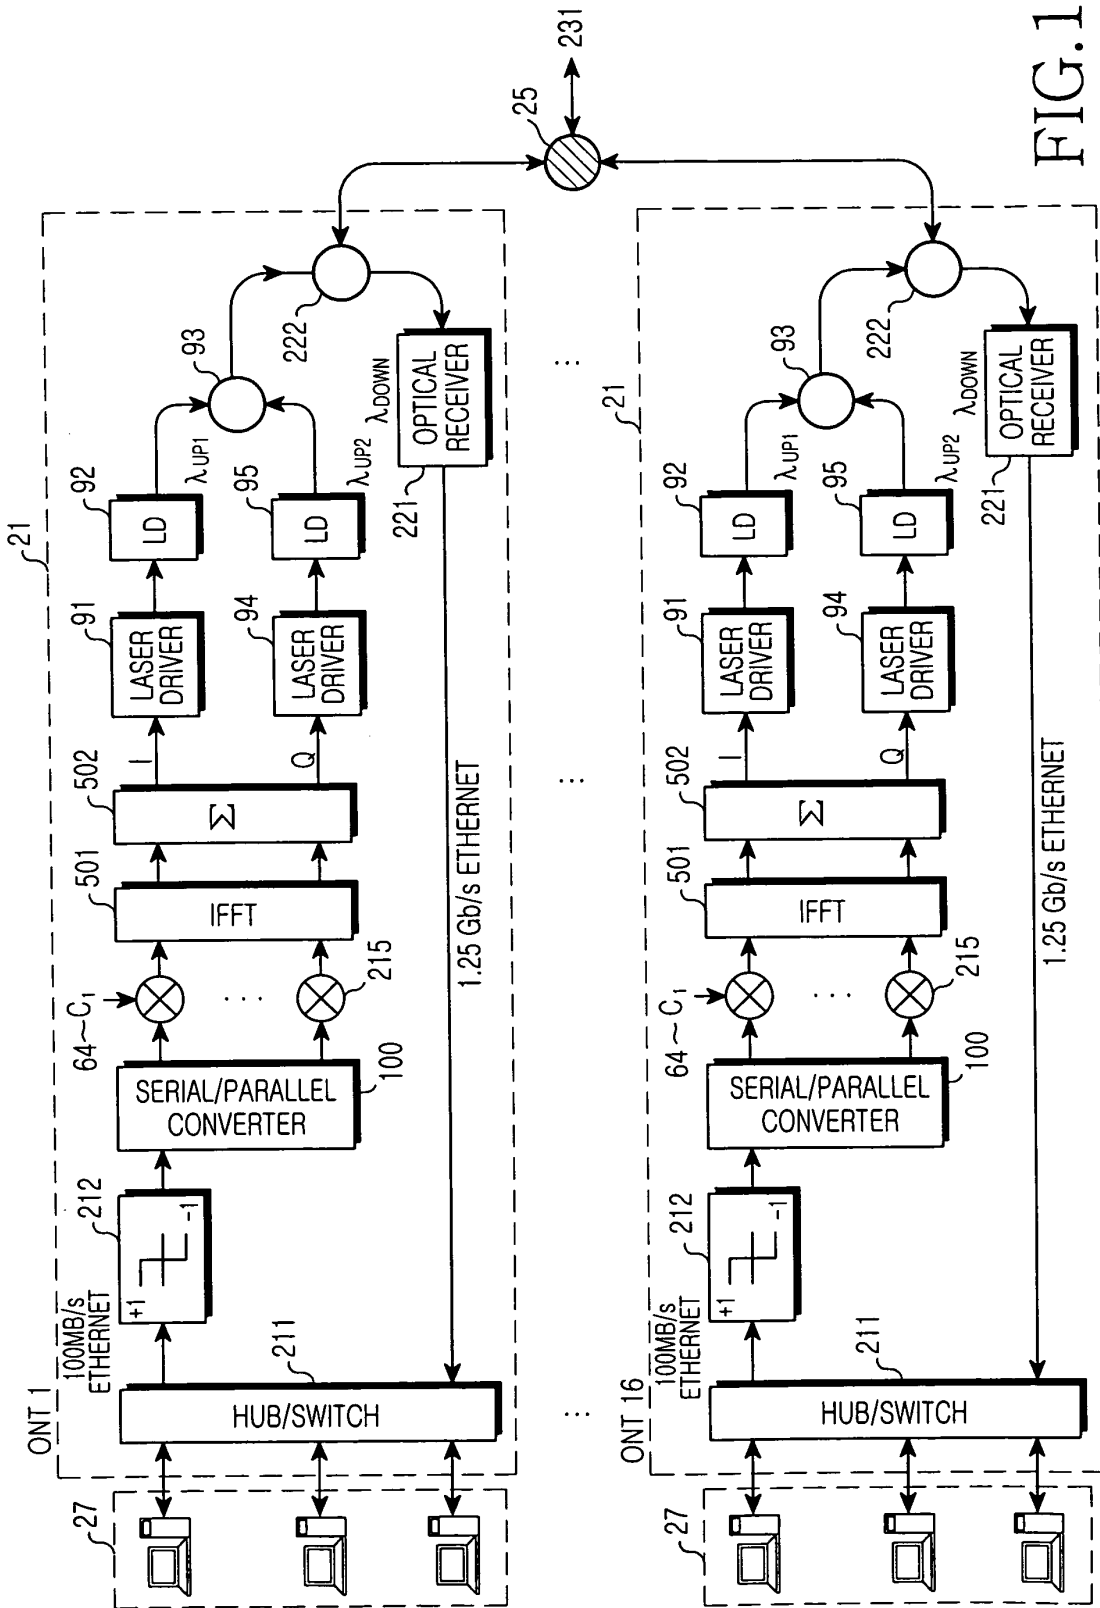 27
ONT 1
21
HUB/SWITCH
211
100MB/s
ETHERNET
+1
-1
212
SERIAL/PARALLEL
CONVERTER
100
64
C1
215
. . .
IFFT
501
Σ
502
I
Q
LASER
DRIVER
91
LASER
DRIVER
94
LD
92
LD
95
λUP1
λUP2
93
222
λDOWN
OPTICAL
RECEIVER
221
1.25 Gb/s ETHERNET
25
231
...
...
...
27
ONT 16
21
HUB/SWITCH
211
100MB/s
ETHERNET
+1
-1
212
SERIAL/PARALLEL
CONVERTER
100
64
C1
215
. . .
IFFT
501
Σ
502
I
Q
LASER
DRIVER
91
LASER
DRIVER
94
LD
92
LD
95
λUP1
λUP2
93
222
λDOWN
OPTICAL
RECEIVER
221
1.25 Gb/s ETHERNET
FIG.1